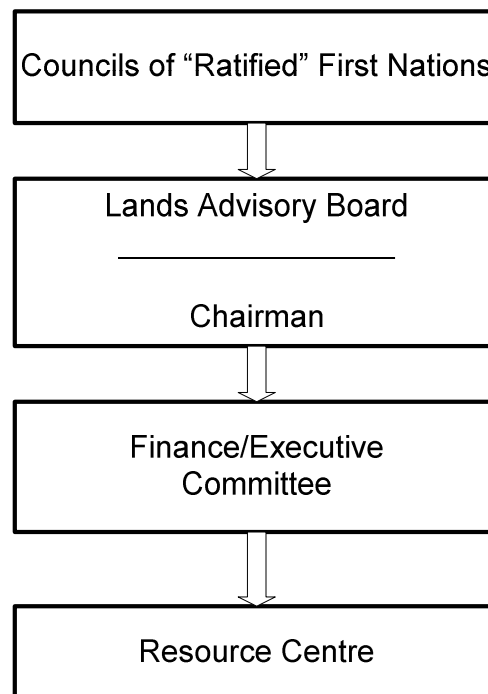 Councils of “Ratified” First Nations
Lands Advisory Board
Chairman
Finance/Executive
Committee
Resource Centre